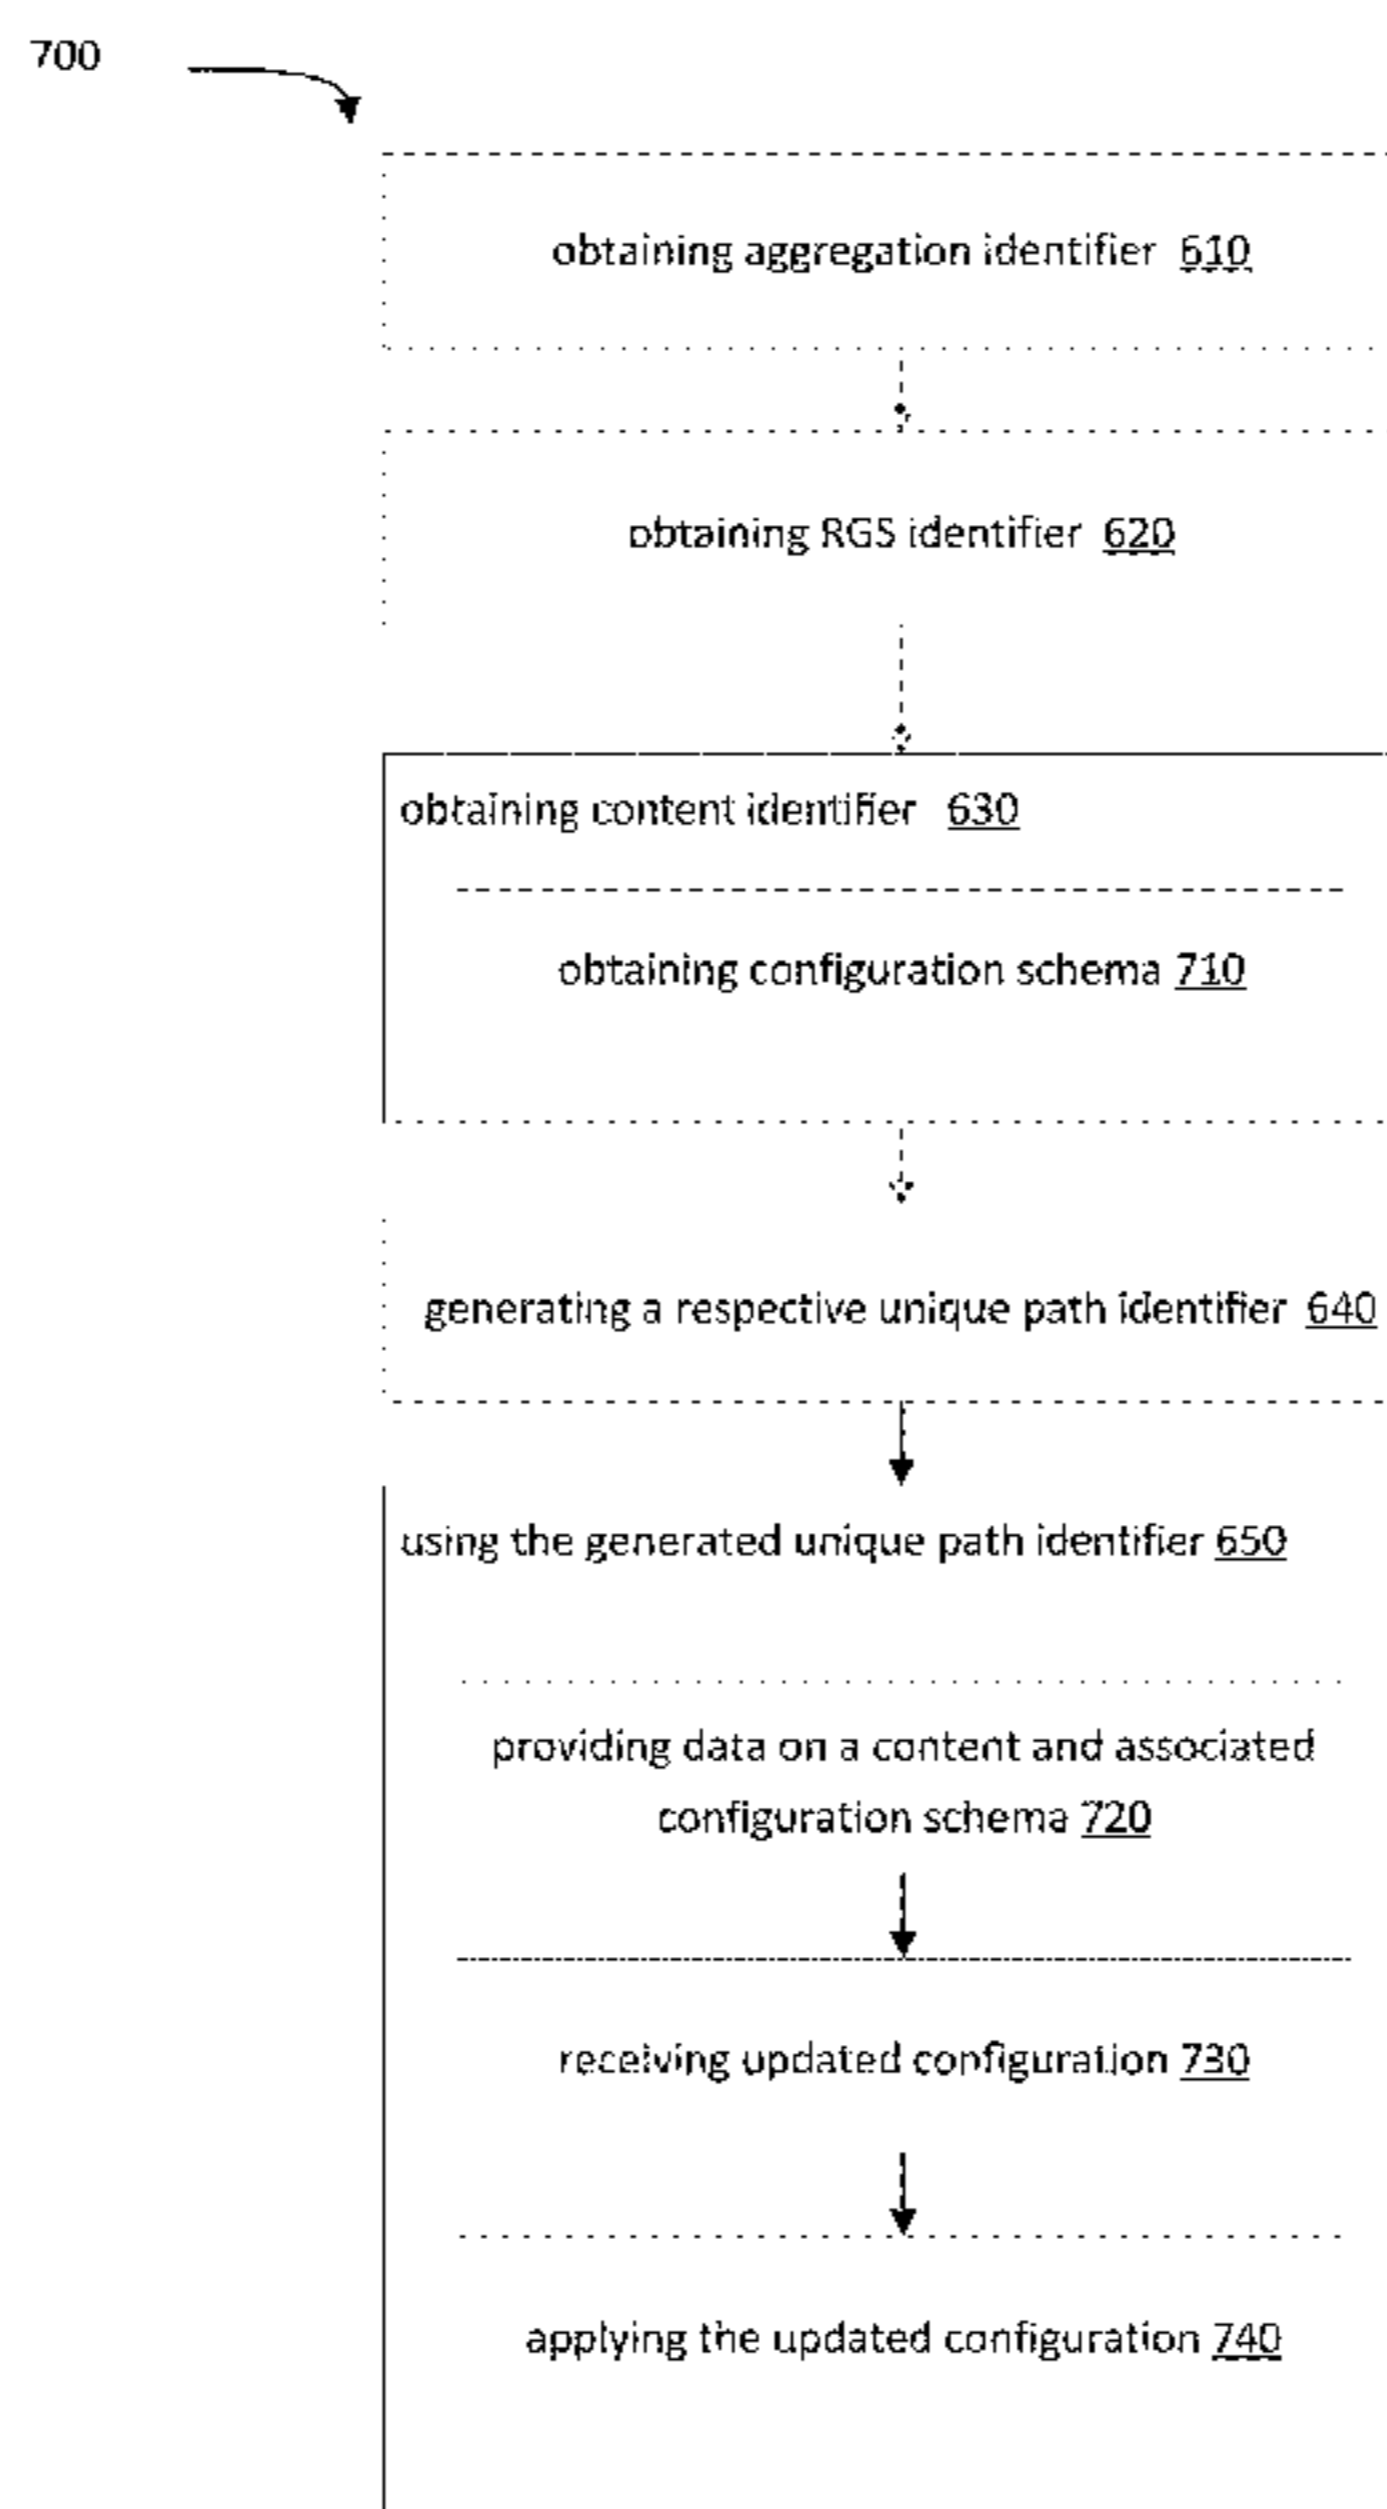 700
obtaining aggregation identifier 610
obtaining RGS identifier 620
obtaining content identifier 630
obtaining configuration schema 710
generating a respective unique path identifier 640
using the generated unique path identifier 650
providing data on a content and associated
configuration schema 720
receiving updated configuration 730
applying the updated configuration 740